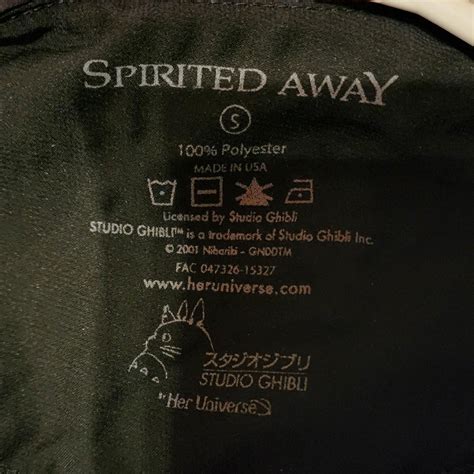 SPIRITED AWAY
S
100% Polyester
MADE IN USA
Licensed by Studio Ghibli
STUDIO GHIBLI™ is a trademark of Studio Ghibli Inc.
© 2001 Nibariki - GNDDTM
FAC 047326-15327
www.heruniverse.com
スタジオジブリ
STUDIO GHIBLI
by Her Universe